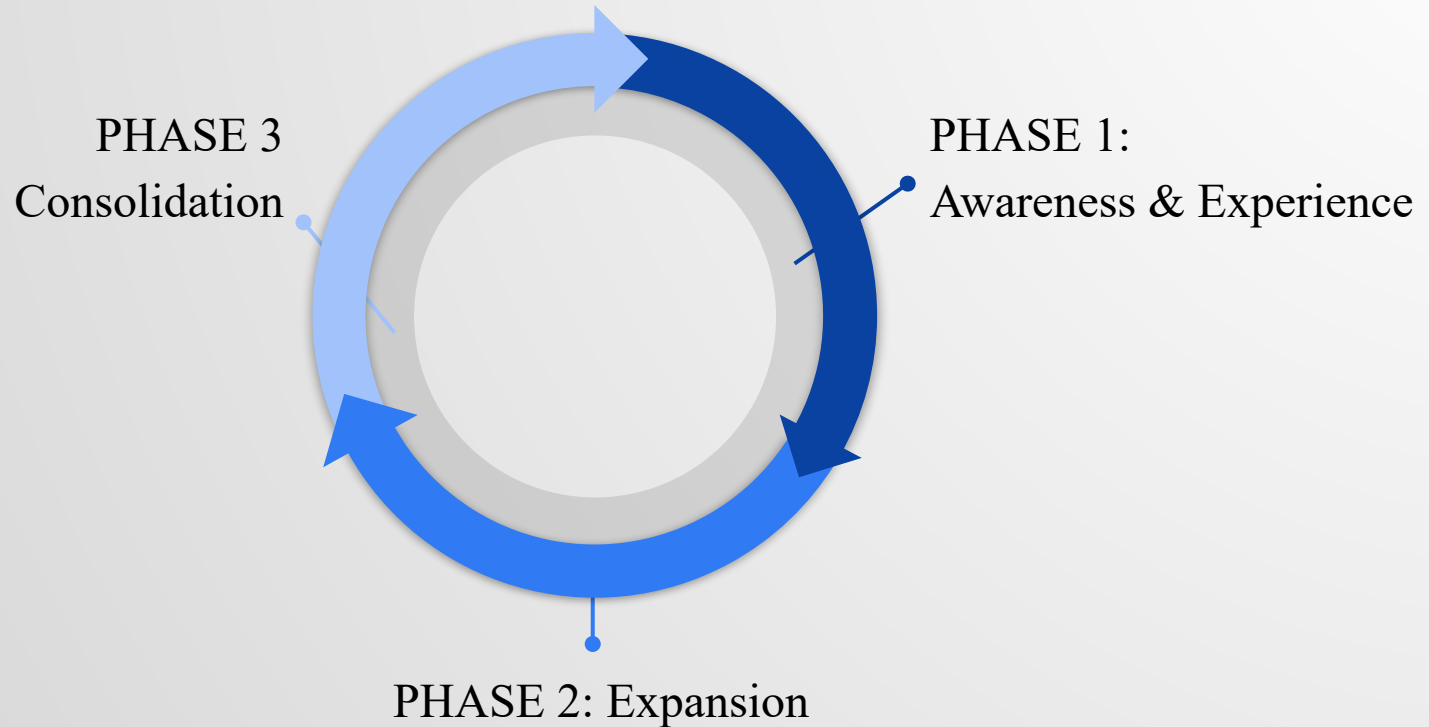 PHASE 1:
Awareness & Experience
PHASE 2: Expansion
PHASE 3
Consolidation